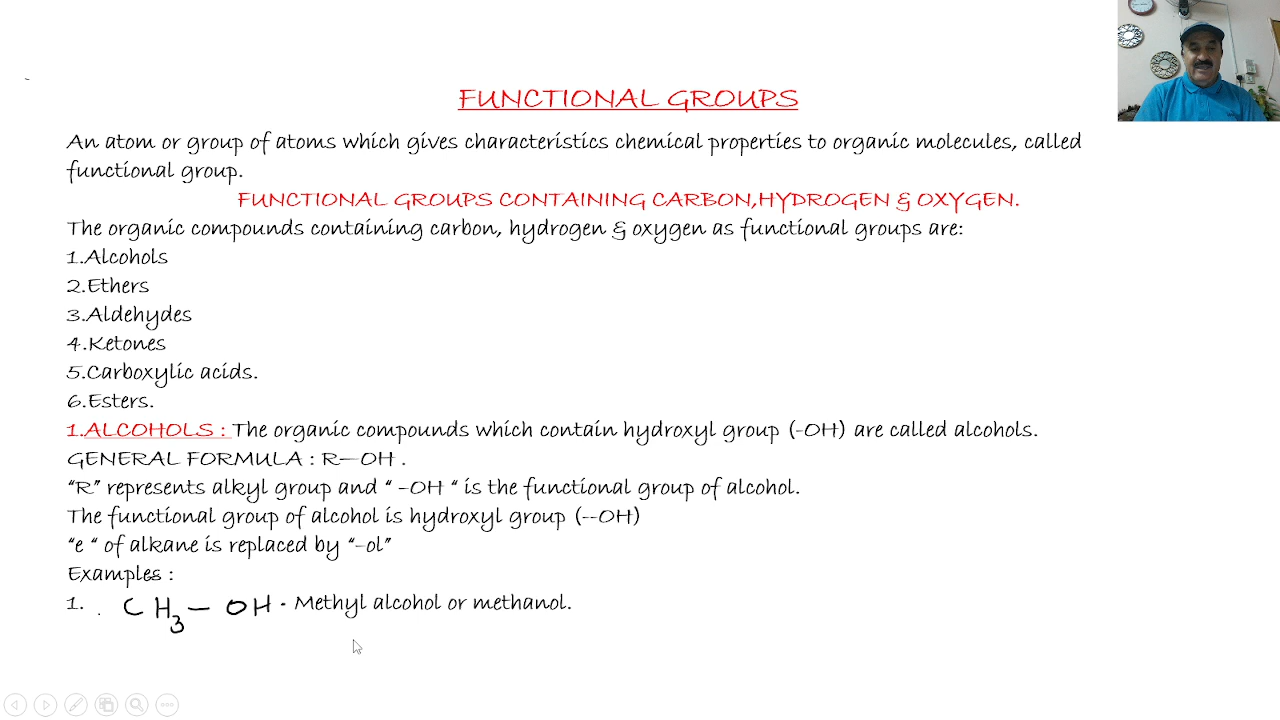 FUNCTIONAL GROUPS
An atom or group of atoms which gives characteristics chemical properties to organic molecules, called
functional group.
FUNCTIONAL GROUPS CONTAINING CARBON,HYDROGEN & OXYGEN.
The organic compounds containing carbon, hydrogen & oxygen as functional groups are:
1.Alcohols
2.Ethers
3.Aldehydes
4.Ketones
5.Carboxylic acids.
6.Esters.
1.ALCOHOLS : The organic compounds which contain hydroxyl group (-OH) are called alcohols.
GENERAL FORMULA : R—OH .
“R” represents alkyl group and “ –OH “ is the functional group of alcohol.
The functional group of alcohol is hydroxyl group (--OH)
“e “ of alkane is replaced by “-ol”
Examples :
1. CH3 — OH . Methyl alcohol or methanol.